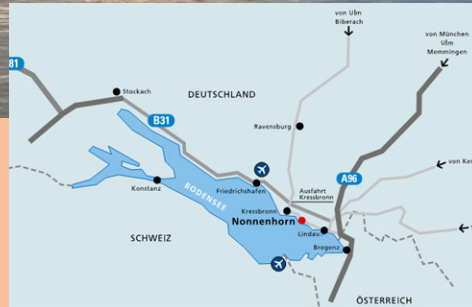 von Ulm
Biberach
von München
Ulm
Memmingen
81
Stockach
DEUTSCHLAND
B31
Ravensburg
von Ke
A96
Konstanz
BODENSEE
Friedrichshafen
Ausfahrt
Kressbronn
Kressbronn
Nonnenhorn
Lindau
Bregenz
SCHWEIZ
ÖSTERREICH